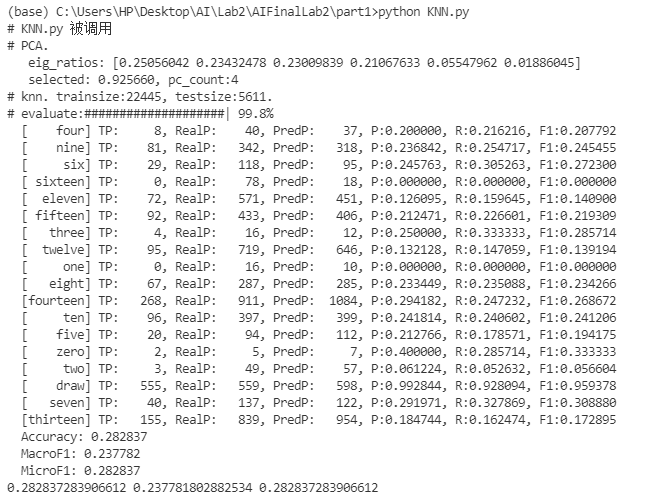 (base) C:\Users\HP\Desktop\AI\Lab2\AIFinalLab2\part1>python KNN.py
# KNN.py 被调用
# PCA.
   eig_ratios: [0.25056042 0.23432478 0.23009839 0.21067633 0.05547962 0.01886045]
   selected: 0.925660, pc_count:4
# knn. trainsize:22445, testsize:5611.
# evaluate:####################| 99.8%
  [    four] TP:    8, RealP:   40, PredP:   37, P:0.200000, R:0.216216, F1:0.207792
  [    nine] TP:   81, RealP:  342, PredP:  318, P:0.236842, R:0.254717, F1:0.245455
  [     six] TP:   29, RealP:  118, PredP:   95, P:0.245763, R:0.305263, F1:0.272300
  [ sixteen] TP:    0, RealP:   78, PredP:   18, P:0.000000, R:0.000000, F1:0.000000
  [  eleven] TP:   72, RealP:  571, PredP:  451, P:0.126095, R:0.159645, F1:0.140900
  [ fifteen] TP:   92, RealP:  433, PredP:  406, P:0.212471, R:0.226601, F1:0.219309
  [   three] TP:    4, RealP:   16, PredP:   12, P:0.250000, R:0.333333, F1:0.285714
  [  twelve] TP:   95, RealP:  719, PredP:  646, P:0.132128, R:0.147059, F1:0.139194
  [     one] TP:    0, RealP:   16, PredP:   10, P:0.000000, R:0.000000, F1:0.000000
  [   eight] TP:   67, RealP:  287, PredP:  285, P:0.233449, R:0.235088, F1:0.234266
  [fourteen] TP:  268, RealP:  911, PredP: 1084, P:0.294182, R:0.247232, F1:0.268672
  [     ten] TP:   96, RealP:  397, PredP:  399, P:0.241814, R:0.240602, F1:0.241206
  [    five] TP:   20, RealP:   94, PredP:  112, P:0.212766, R:0.178571, F1:0.194175
  [    zero] TP:    2, RealP:    5, PredP:    7, P:0.400000, R:0.285714, F1:0.333333
  [     two] TP:    3, RealP:   49, PredP:   57, P:0.061224, R:0.052632, F1:0.056604
  [    draw] TP:  555, RealP:  559, PredP:  598, P:0.992844, R:0.928094, F1:0.959378
  [   seven] TP:   40, RealP:  137, PredP:  122, P:0.291971, R:0.327869, F1:0.308880
  [thirteen] TP:  155, RealP:  839, PredP:  954, P:0.184744, R:0.162474, F1:0.172895
  Accuracy: 0.282837
  MacroF1: 0.237782
  MicroF1: 0.282837
0.282837283906612 0.237781802882534 0.282837283906612